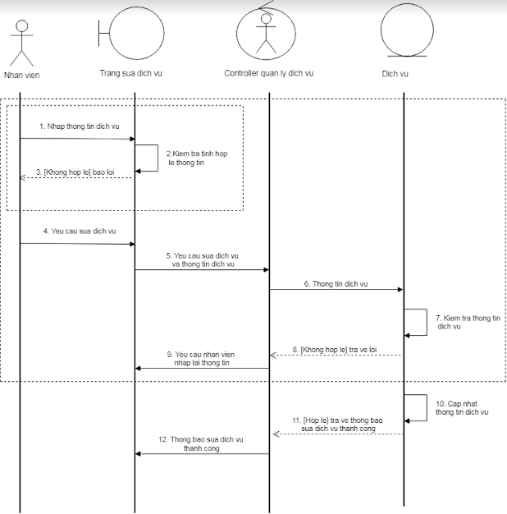 Nhan vien
Trang sua dich vu
Controller quan ly dich vu
Dich vu
1. Nhap thong tin dich vu
2.Kiem tra tinh hop
le thong tin
3. [Khong hop le] bao loi
4. Yeu cau sua dich vu
5. Yeu cau sua dich vu
va thong tin dich vu
6. Thong tin dich vu
7. Kiem tra thong tin
dich vu
8. [Khong hop le] tra ve loi
9. Yeu cau nhan vien
nhap lai thong tin
10. Cap nhat
thong tin dich vu
11. [Hop le] tra ve thong bao
sua dich vu thanh cong
12. Thong bao sua dich vu
thanh cong